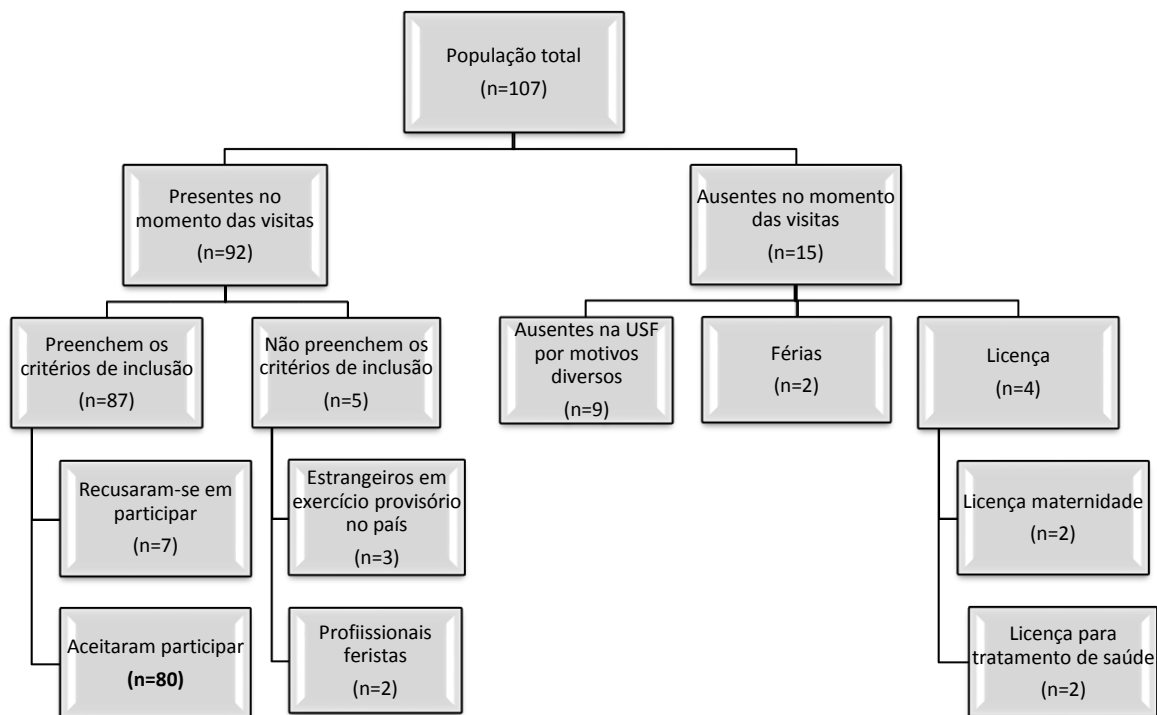 População total
(n=107)
Presentes no
momento das visitas
(n=92)
Ausentes no momento
das visitas
(n=15)
Preenchem os
critérios de inclusão
(n=87)
Não preenchem os
critérios de inclusão
(n=5)
Ausentes na USF
por motivos
diversos
(n=9)
Férias
(n=2)
Licença
(n=4)
Recusaram-se em
participar
(n=7)
Estrangeiros em
exercício provisório
no país
(n=3)
Licença maternidade
(n=2)
Aceitaram participar
(n=80)
Profiissionais
feristas
(n=2)
Licença para
tratamento de saúde
(n=2)